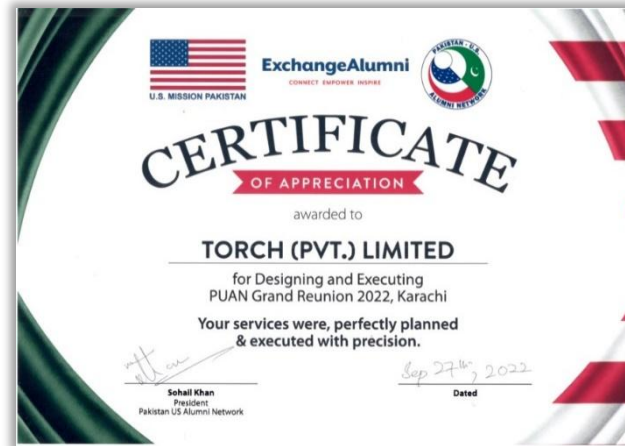 U.S. MISSION PAKISTAN
ExchangeAlumni
CONNECT EMPOWER INSPIRE
PAKISTAN - U.S.
ALUMNI NETWORK
CERTIFICATE
OF APPRECIATION
awarded to
TORCH (PVT.) LIMITED
for Designing and Executing
PUAN Grand Reunion 2022, Karachi
Your services were, perfectly planned
& executed with precision.
Sep 27th, 2022
Sohail Khan
President
Pakistan US Alumni Network
Dated